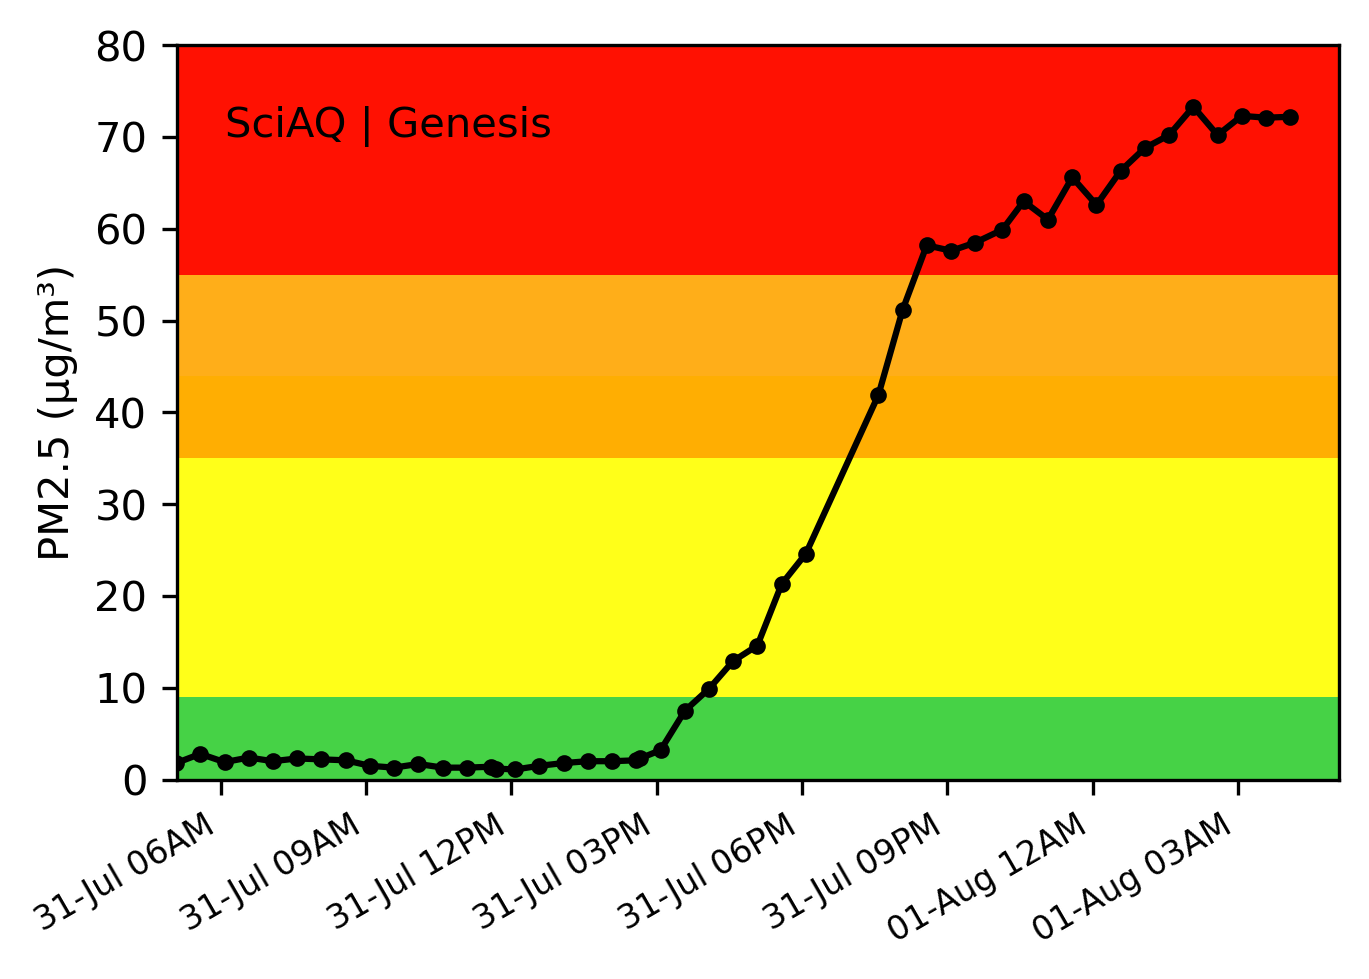 80
SciAQ | Genesis
70
60
50
40
30
20
10
0
PM2.5 (µg/m³)
31-Jul 06AM
31-Jul 09AM
31-Jul 12PM
31-Jul 03PM
31-Jul 06PM
31-Jul 09PM
01-Aug 12AM
01-Aug 03AM